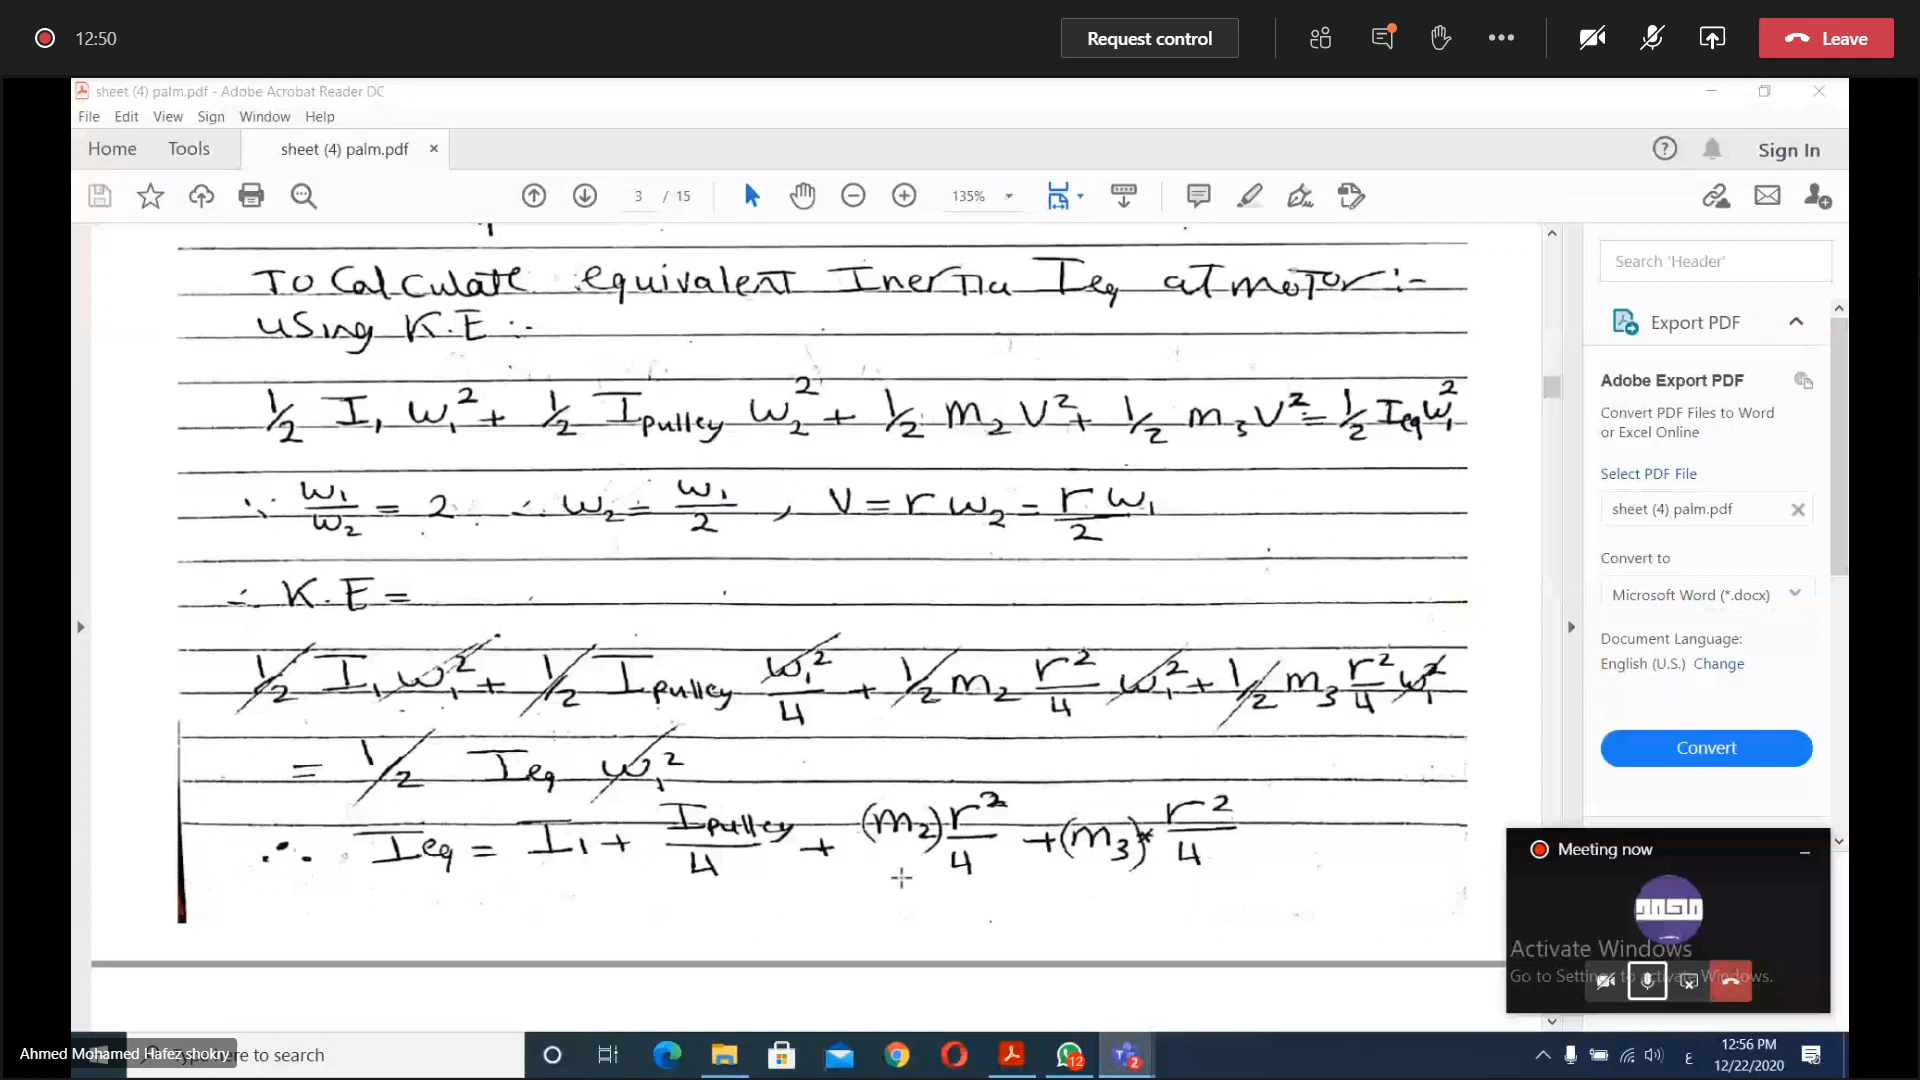 12:50
Request control
Leave
sheet (4) palm.pdf - Adobe Acrobat Reader DC
File Edit View Sign Window Help
Home Tools sheet (4) palm.pdf
Sign In
3 / 15 135%
To Calculate equivalent Inertia Ieq at motor :-
using K.E :-
1/2 I₁ ω₁² + 1/2 Ipulley ω₂² + 1/2 m₂ V² + 1/2 m₃ V² = 1/2 Ieq ω₁²
∵ ω₁/ω₂ = 2 ∴ ω₂ = ω₁/2 , V = r ω₂ = r ω₁/2
∴ K.E =
1/2 I₁ ω₁² + 1/2 Ipulley ω₁²/4 + 1/2 m₂ r²/4 ω₁² + 1/2 m₃ r²/4 ω₁²
= 1/2 Ieq ω₁²
∴ Ieq = I₁ + Ipulley/4 + (m₂) r²/4 + (m₃)* r²/4
Search 'Header'
Export PDF
Adobe Export PDF
Convert PDF Files to Word
or Excel Online
Select PDF File
sheet (4) palm.pdf
Convert to
Microsoft Word (*.docx)
Document Language:
English (U.S.) Change
Convert
Meeting now
Activate Windows
Go to Settings to activate Windows.
Ahmed Mohamed Hafez shokry
Type here to search
12
2
ع
12:56 PM
12/22/2020